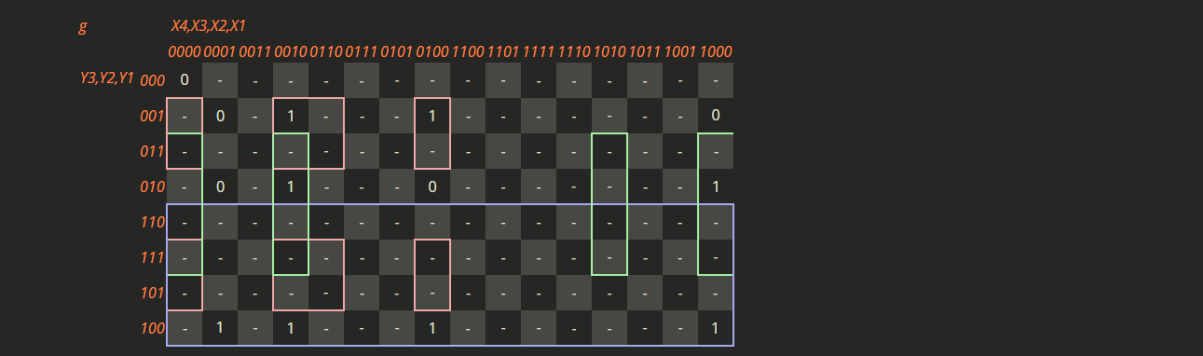 g X4,X3,X2,X1
0000 0001 0011 0010 0110 0111 0101 0100 1100 1101 1111 1110 1010 1011 1001 1000
Y3,Y2,Y1 000 0 - - - - - - - - - - - - - - -
001 - 0 - 1 - - - 1 - - - - - - - 0
011 - - - - - - - - - - - - - - - -
010 - 0 - 1 - - - 0 - - - - - - - 1
110 - - - - - - - - - - - - - - - -
111 - - - - - - - - - - - - - - - -
101 - - - - - - - - - - - - - - - -
100 - 1 - 1 - - - 1 - - - - - - - 1